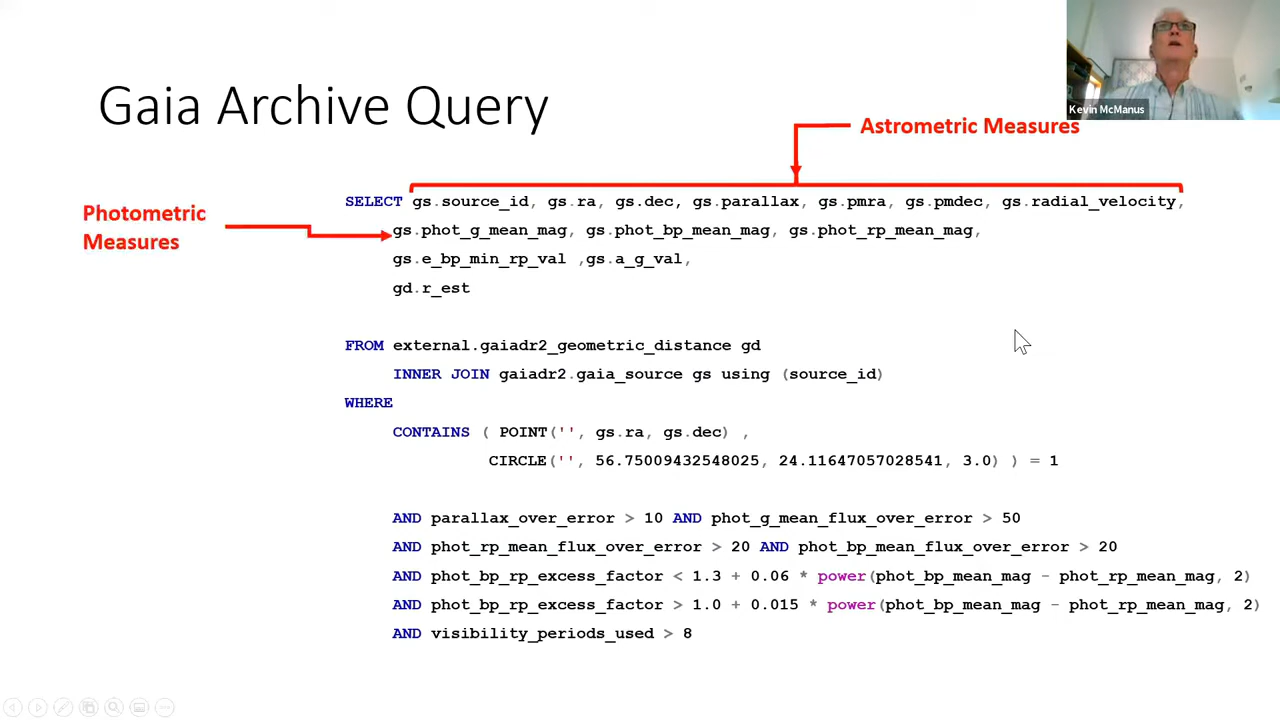 Gaia Archive Query
Kevin McManus
Astrometric Measures
Photometric
Measures
SELECT gs.source_id, gs.ra, gs.dec, gs.parallax, gs.pmra, gs.pmdec, gs.radial_velocity,
gs.phot_g_mean_mag, gs.phot_bp_mean_mag, gs.phot_rp_mean_mag,
gs.e_bp_min_rp_val ,gs.a_g_val,
gd.r_est
FROM external.gaiadr2_geometric_distance gd
INNER JOIN gaiadr2.gaia_source gs using (source_id)
WHERE
CONTAINS ( POINT('', gs.ra, gs.dec) ,
CIRCLE('', 56.75009432548025, 24.11647057028541, 3.0) ) = 1
AND parallax_over_error > 10 AND phot_g_mean_flux_over_error > 50
AND phot_rp_mean_flux_over_error > 20 AND phot_bp_mean_flux_over_error > 20
AND phot_bp_rp_excess_factor < 1.3 + 0.06 * power(phot_bp_mean_mag - phot_rp_mean_mag, 2)
AND phot_bp_rp_excess_factor > 1.0 + 0.015 * power(phot_bp_mean_mag - phot_rp_mean_mag, 2)
AND visibility_periods_used > 8